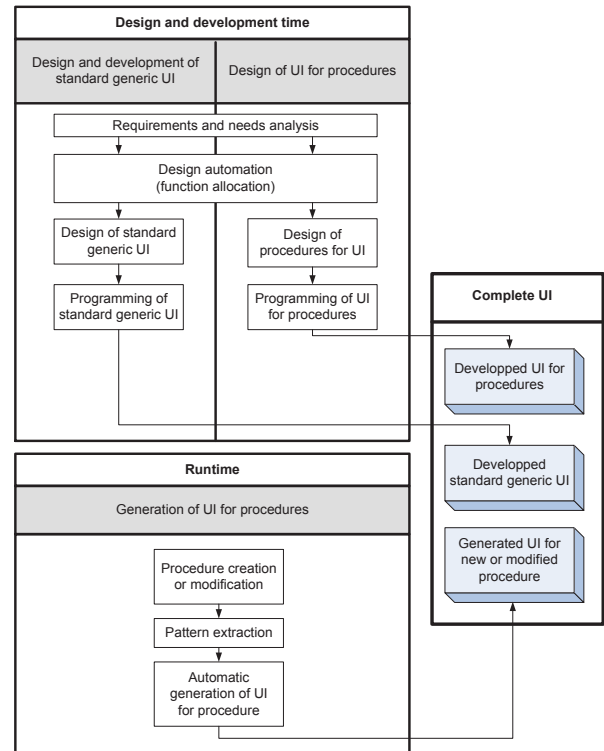 Design and development time
Design and development of
standard generic UI
Design of UI for procedures
Requirements and needs analysis
Design automation
(function allocation)
Design of standard
generic UI
Design of
procedures for UI
Programming of
standard generic UI
Programming of UI
for procedures
Complete UI
Developped UI for
procedures
Developped
standard generic UI
Generated UI for
new or modified
procedure
Runtime
Generation of UI for procedures
Procedure creation
or modification
Pattern extraction
Automatic
generation of UI
for procedure